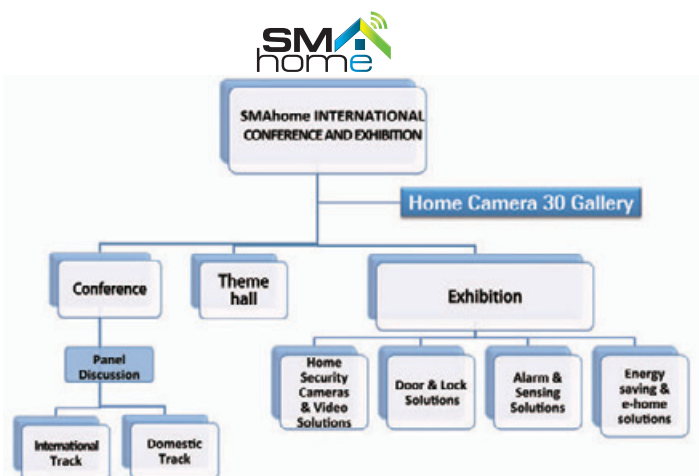 SMA
home
SMAhome INTERNATIONAL
CONFERENCE AND EXHIBITION
Home Camera 30 Gallery
Conference
Theme
hall
Exhibition
Panel
Discussion
International
Track
Domestic
Track
Home
Security
Cameras
& Video
Solutions
Door & Lock
Solutions
Alarm &
Sensing
Solutions
Energy
saving &
e-home
solutions